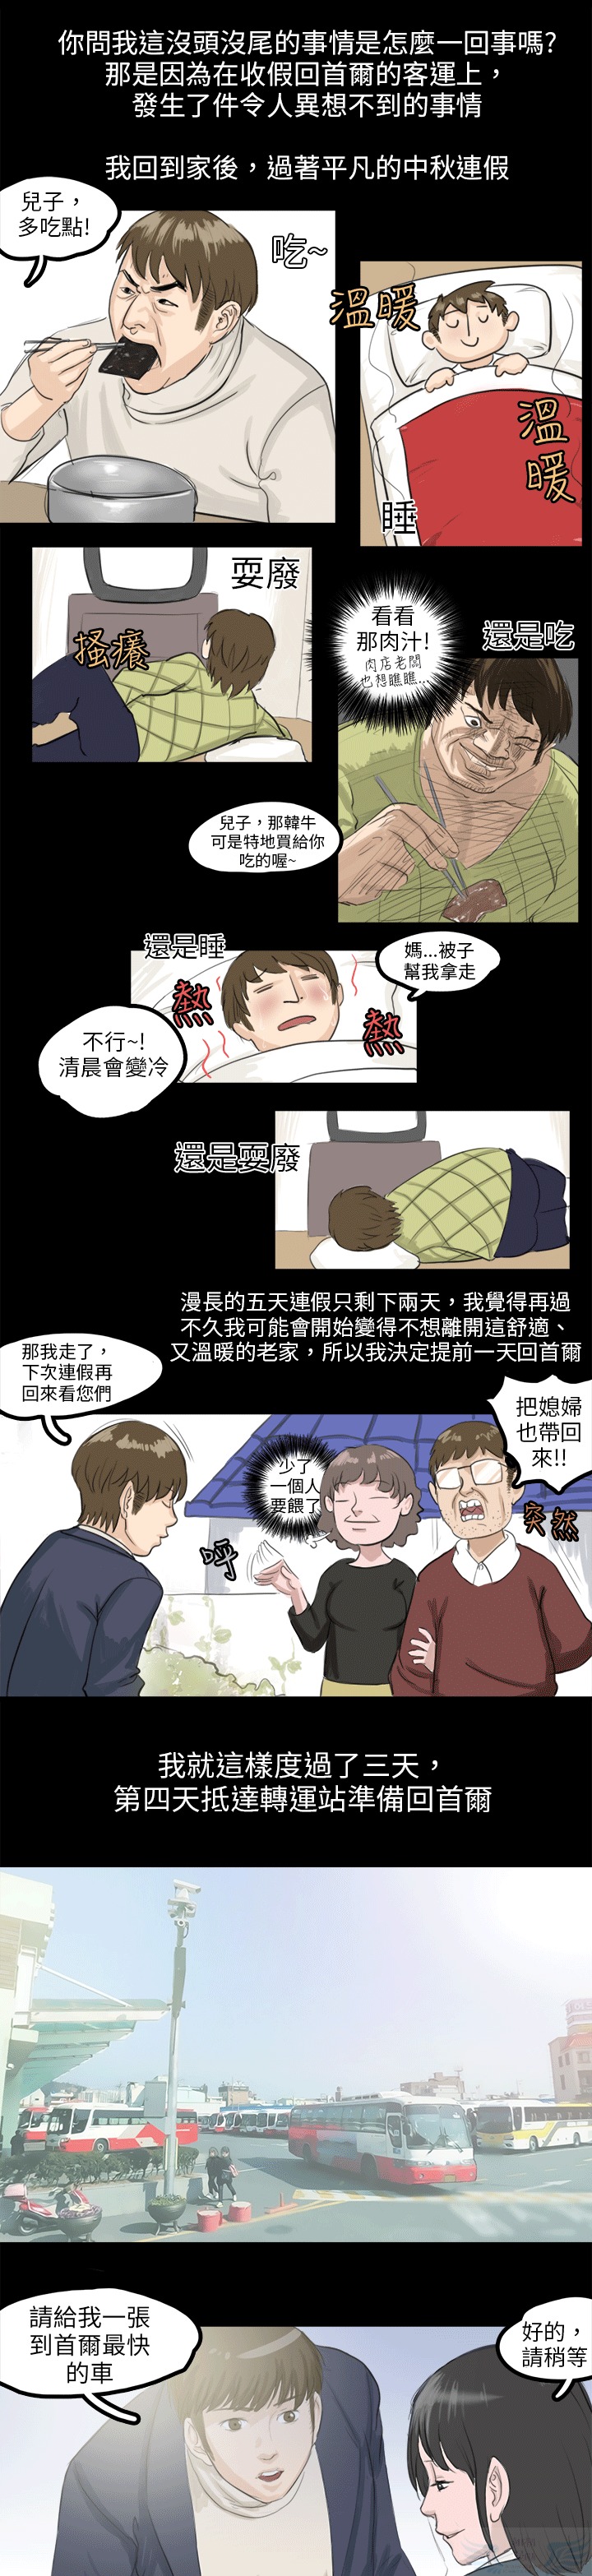 你問我這沒頭沒尾的事情是怎麼一回事嗎?
那是因為在收假回首爾的客運上，
發生了件令人異想不到的事情
我回到家後，過著平凡的中秋連假
兒子，
多吃點!
吃~
溫暖
溫暖
睡
耍廢
搔癢
看看
那肉汁!
肉店老闆
也想瞧瞧...
還是吃
兒子，那韓牛
可是特地買給你
吃的喔~
還是睡
媽...被子
幫我拿走
熱
熱
不行~!
清晨會變冷
還是耍廢
漫長的五天連假只剩下兩天，我覺得再過
不久我可能會開始變得不想離開這舒適、
又溫暖的老家，所以我決定提前一天回首爾
那我走了，
下次連假再
回來看您們
把媳婦
也帶回
來!!
少了
一個人
要餵了
呼
突然
我就這樣度過了三天，
第四天抵達轉運站準備回首爾
請給我一張
到首爾最快
的車
好的，
請稍等